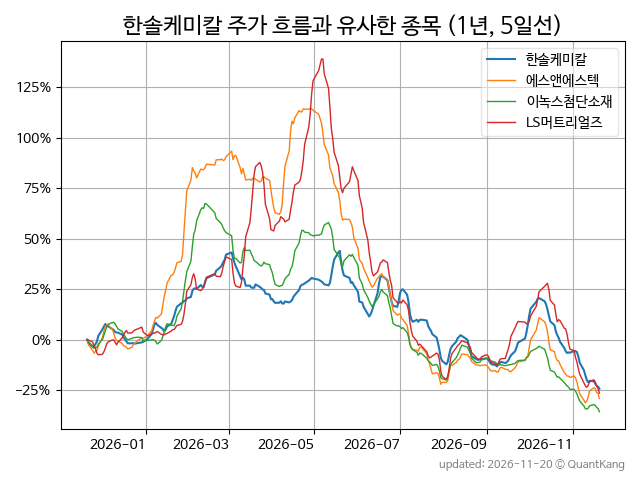 한솔케미칼 주가 흐름과 유사한 종목 (1년, 5일선)
한솔케미칼
에스앤에스텍
이녹스첨단소재
LS머트리얼즈
125%
100%
75%
50%
25%
0%
−25%
2026-01 2026-03 2026-05 2026-07 2026-09 2026-11
updated: 2026-11-20 © QuantKang